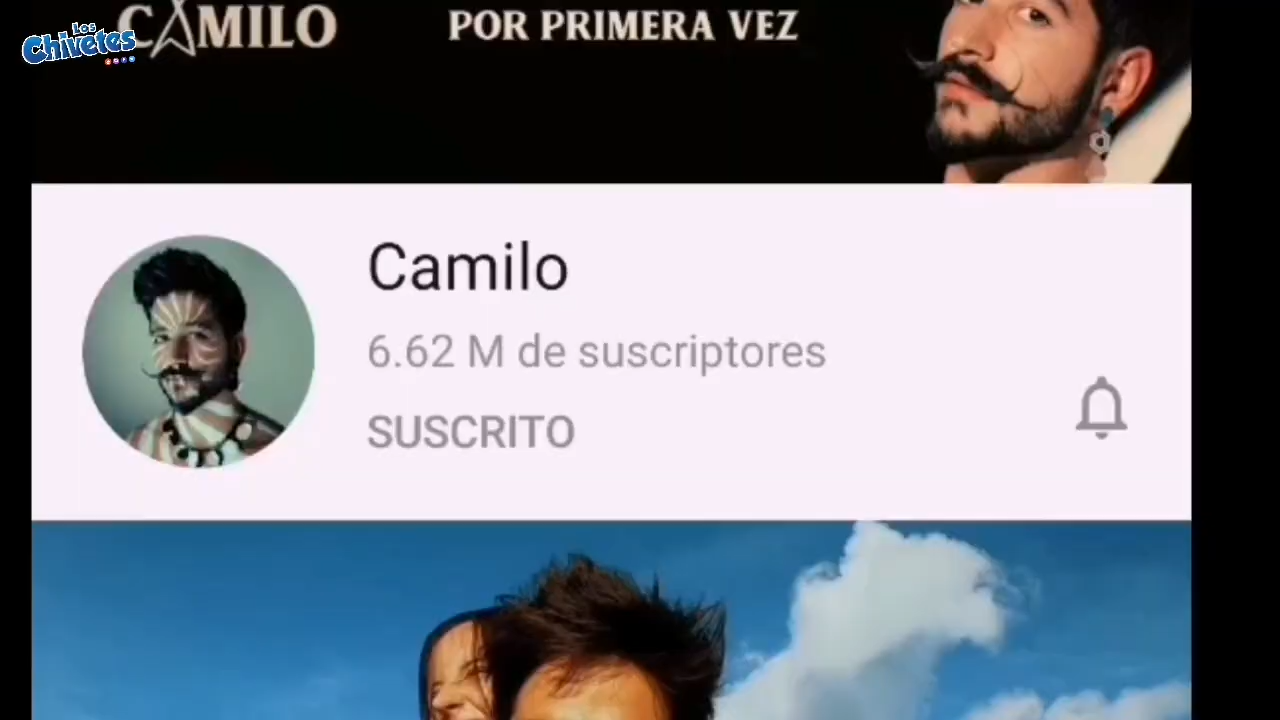 Los
Chivetes
CAMILO
POR PRIMERA VEZ
Camilo
6.62 M de suscriptores
SUSCRITO